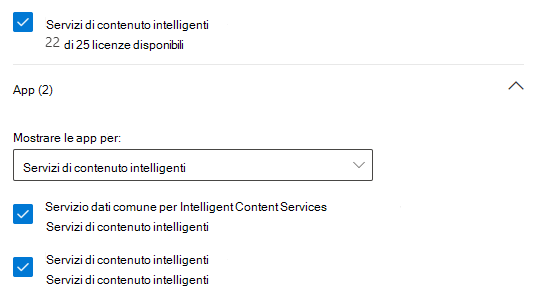 Servizi di contenuto intelligenti
22 di 25 licenze disponibili
App (2)
Mostrare le app per:
Servizi di contenuto intelligenti
Servizio dati comune per Intelligent Content Services
Servizi di contenuto intelligenti
Servizi di contenuto intelligenti
Servizi di contenuto intelligenti